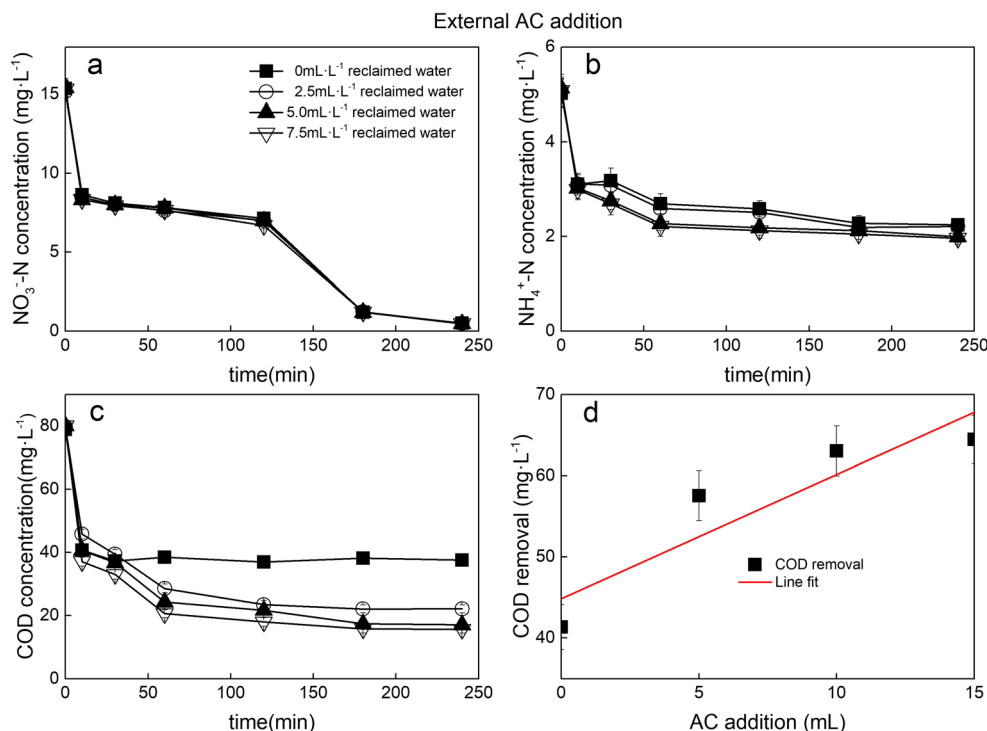 External AC addition
a
0mL·L⁻¹ reclaimed water
2.5mL·L⁻¹ reclaimed water
5.0mL·L⁻¹ reclaimed water
7.5mL·L⁻¹ reclaimed water
NO₃⁻-N concentration (mg·L⁻¹)
15
10
5
0
0
50
100
150
200
250
time(min)
b
NH₄⁺-N concentration (mg·L⁻¹)
6
4
2
0
0
50
100
150
200
250
time(min)
c
COD concentration(mg·L⁻¹)
80
60
40
20
0
0
50
100
150
200
250
time(min)
d
COD removal (mg·L⁻¹)
70
60
50
40
COD removal
Line fit
0
5
10
15
AC addition (mL)